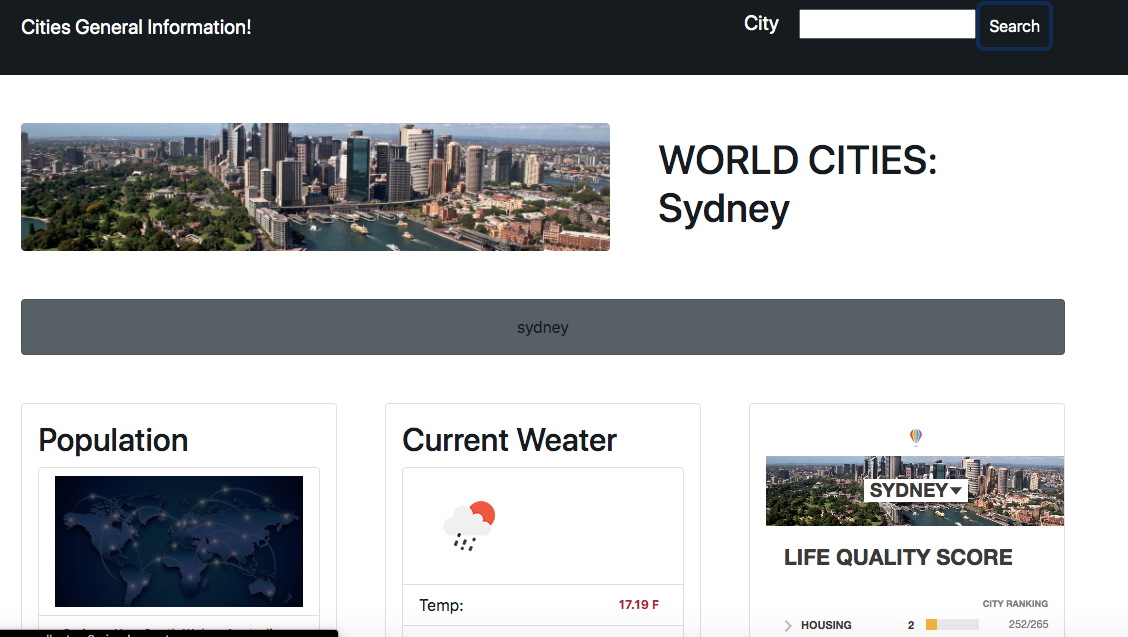 Cities General Information!
City
Search
WORLD CITIES:
Sydney
sydney
Population
Current Weater
Temp:
17.19 F
SYDNEY
LIFE QUALITY SCORE
CITY RANKING
HOUSING 2 252/265